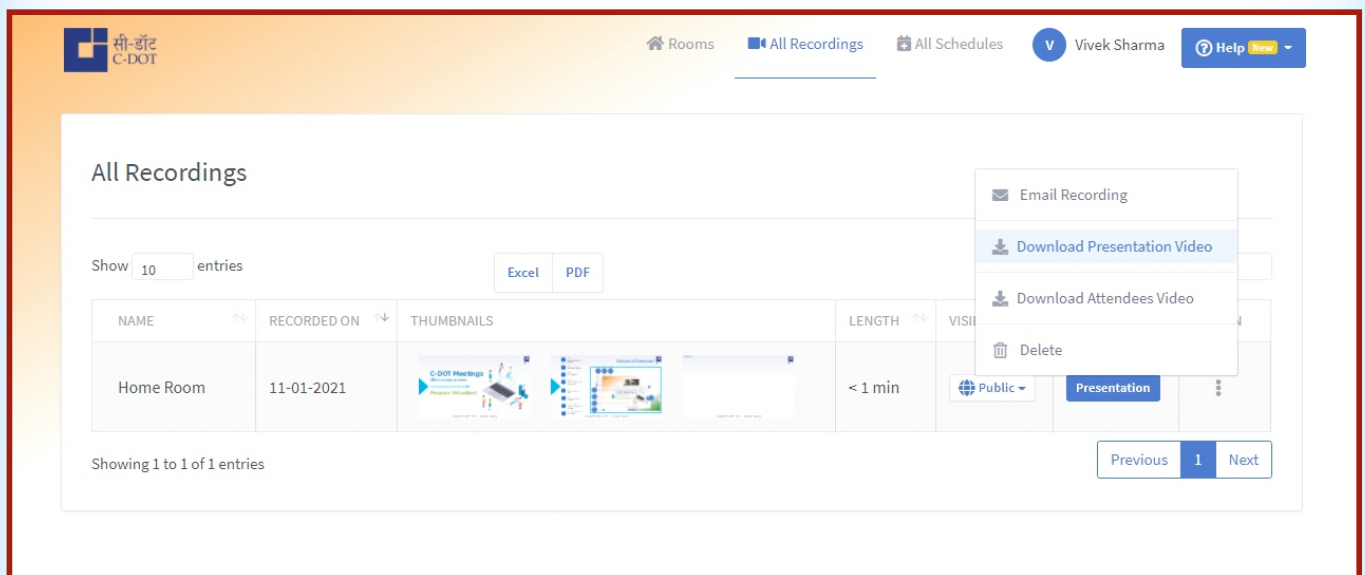 सी-डॉट
C-DOT
Rooms
All Recordings
All Schedules
V
Vivek Sharma
Help New
All Recordings
Email Recording
Download Presentation Video
Download Attendees Video
Delete
Show 10 entries
Excel
PDF
NAME
RECORDED ON
THUMBNAILS
LENGTH
Home Room
11-01-2021
C-DOT Meetings
< 1 min
Public
Presentation
Showing 1 to 1 of 1 entries
Previous
1
Next